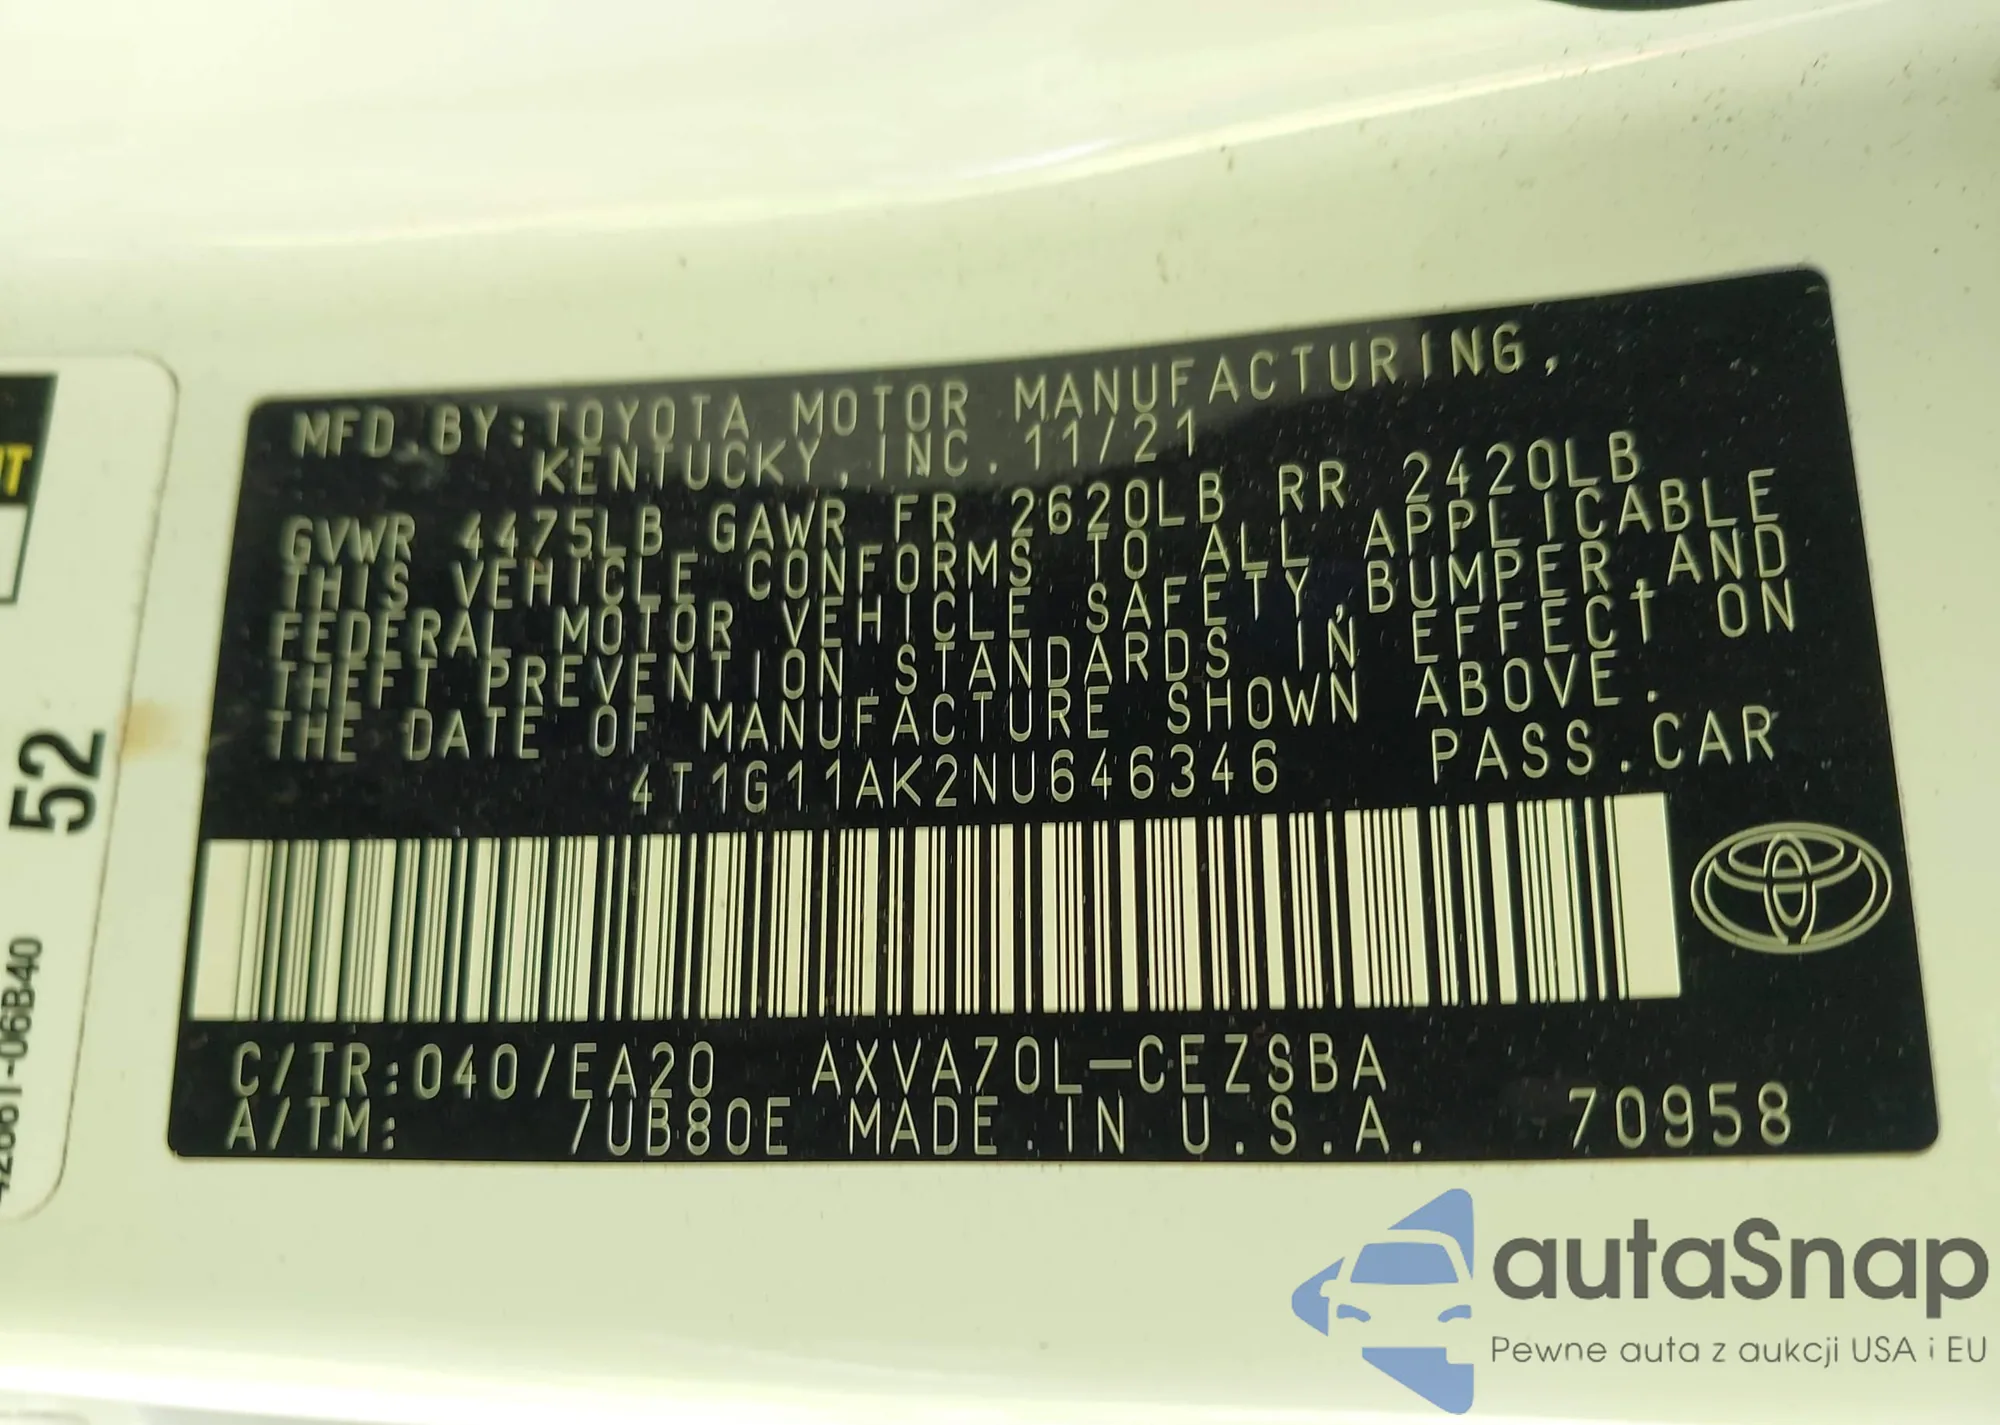 MFD.BY:TOYOTA MOTOR MANUFACTURING,
KENTUCKY,INC. 11/21
GVWR 4475LB GAWR FR 2620LB RR 2420LB
THIS VEHICLE CONFORMS TO ALL APPLICABLE
FEDERAL MOTOR VEHICLE SAFETY,BUMPER,AND
THEFT PREVENTION STANDARDS IN EFFECT ON
THE DATE OF MANUFACTURE SHOWN ABOVE.
4T1G11AK2NU646346 PASS.CAR
C/TR:040/EA20 AXVA70L-CEZSBA
A/TM: /UB80E MADE IN U.S.A. 70958
52
42661-06B40
autaSnap
Pewne auta z aukcji USA i EU